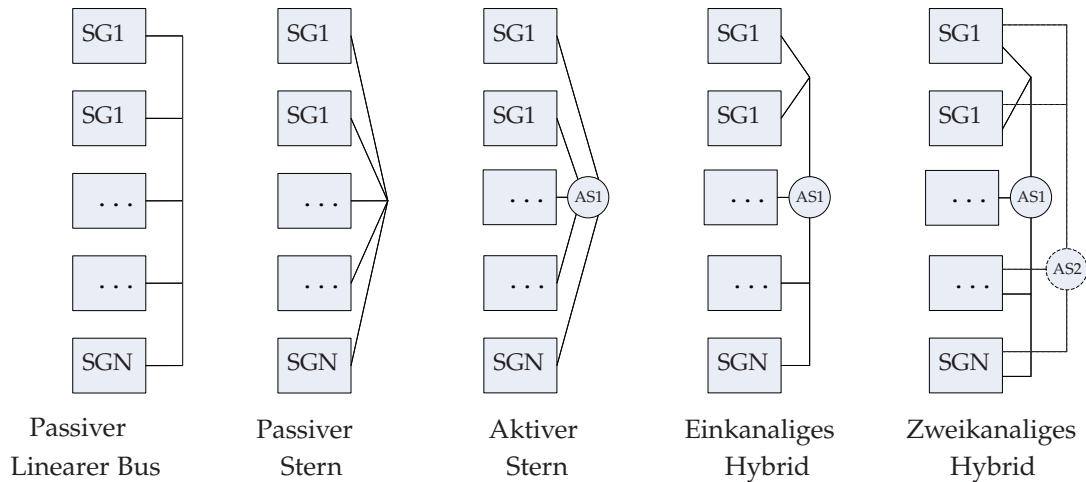 SG1 SG1 SG1 SG1 SG1
SG1 SG1 SG1 SG1 SG1
... ... ... ... AS1 ... AS1
AS1
... ... ... ... ... AS2
SGN SGN SGN SGN SGN
Passiver Passiver Aktiver Einkanaliges Zweikanaliges
Linearer Bus Stern Stern Hybrid Hybrid